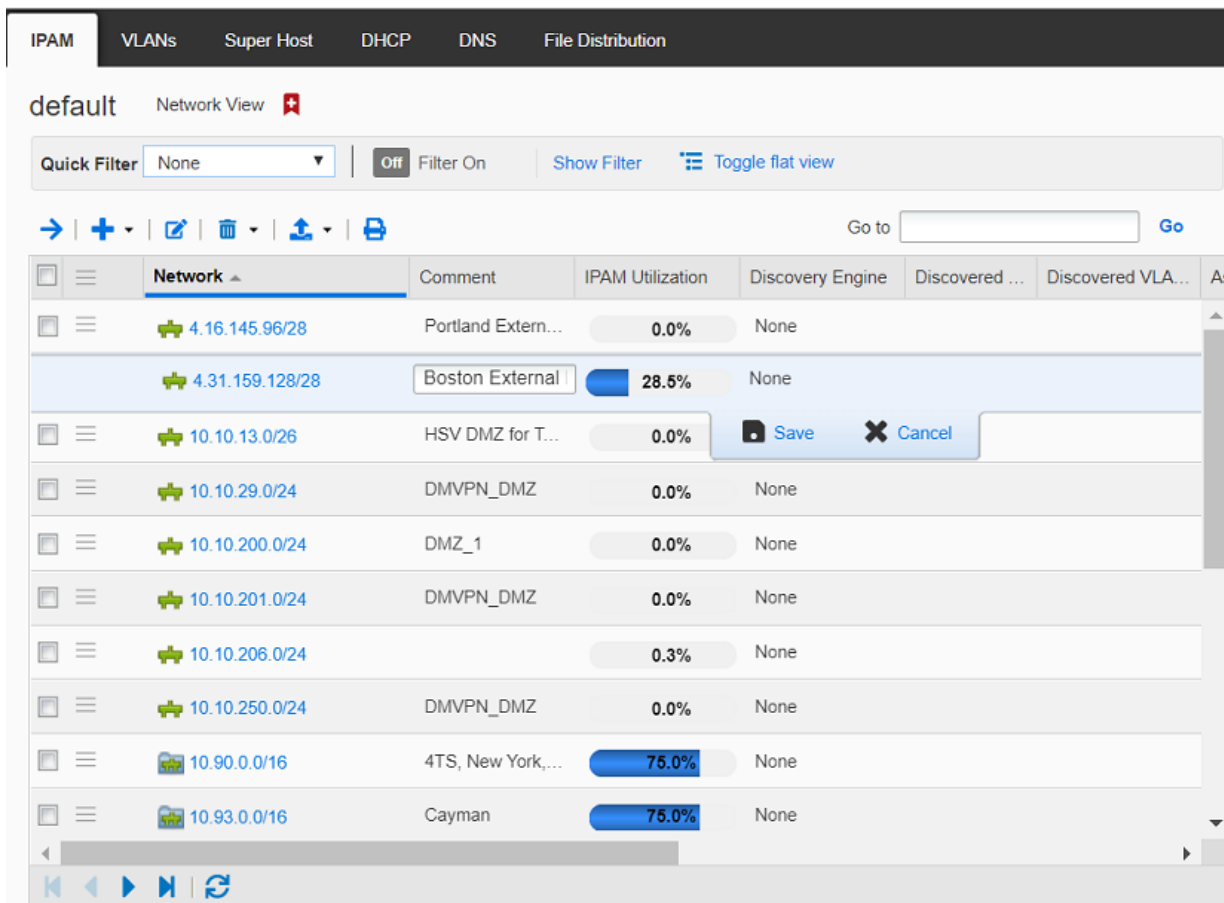 IPAM VLANs Super Host DHCP DNS File Distribution
default Network View
Quick Filter None Off Filter On Show Filter Toggle flat view
Go to Go
Network Comment IPAM Utilization Discovery Engine Discovered ... Discovered VLA... As
4.16.145.96/28 Portland Extern... 0.0% None
4.31.159.128/28 Boston External 28.5% None
10.10.13.0/26 HSV DMZ for T... 0.0% Save Cancel
10.10.29.0/24 DMVPN_DMZ 0.0% None
10.10.200.0/24 DMZ_1 0.0% None
10.10.201.0/24 DMVPN_DMZ 0.0% None
10.10.206.0/24 0.3% None
10.10.250.0/24 DMVPN_DMZ 0.0% None
10.90.0.0/16 4TS, New York,... 75.0% None
10.93.0.0/16 Cayman 75.0% None